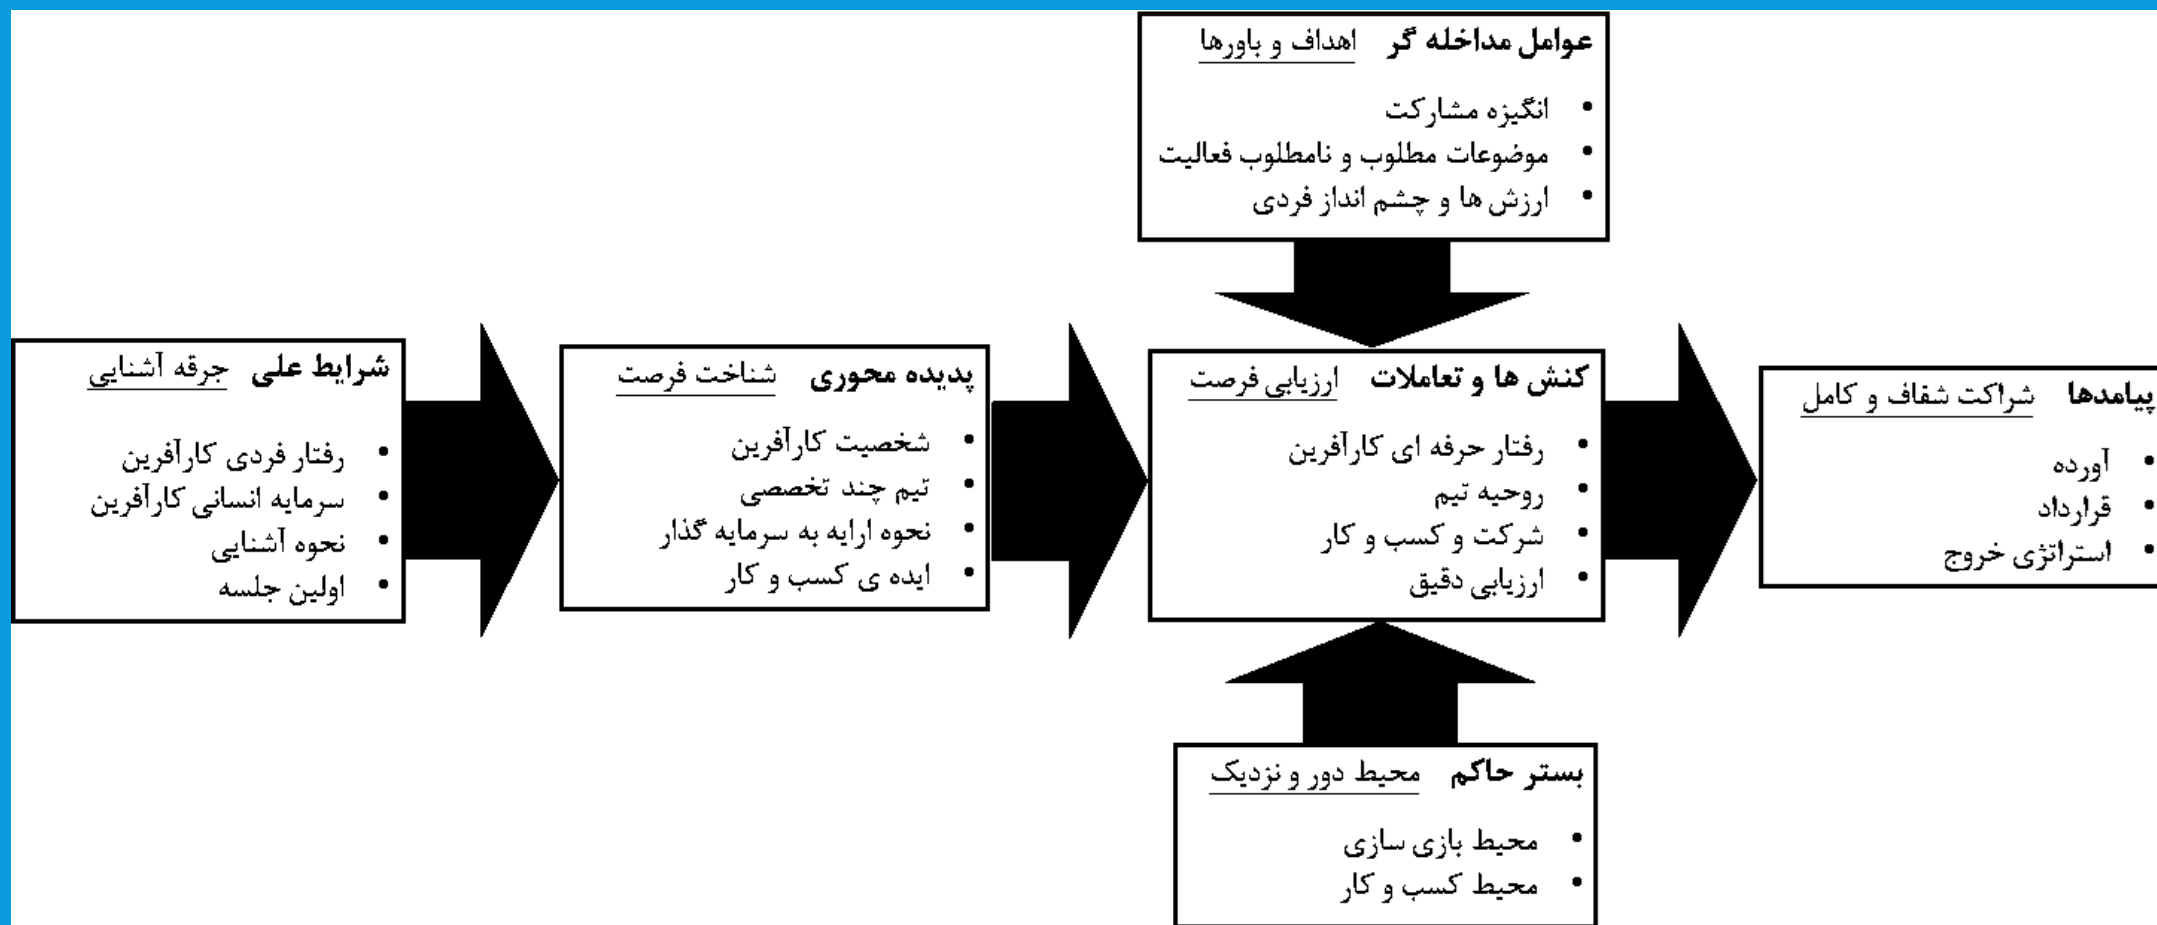 عوامل مداخله گر اهداف و باورها
• انگیزه مشارکت
• موضوعات مطلوب و نامطلوب فعالیت
• ارزش ها و چشم انداز فردی
شرایط علی جرقه آشنایی
• رفتار فردی کارآفرین
• سرمایه انسانی کارآفرین
• نحوه آشنایی
• اولین جلسه
پدیده محوری شناخت فرصت
• شخصیت کارآفرین
• تیم چند تخصصی
• نحوه ارایه به سرمایه گذار
• ایده ی کسب و کار
کنش ها و تعاملات ارزیابی فرصت
• رفتار حرفه ای کارآفرین
• روحیه تیم
• شرکت و کسب و کار
• ارزیابی دقیق
پیامدها شراکت شفاف و کامل
• آورده
• قرارداد
• استراتژی خروج
بستر حاکم محیط دور و نزدیک
• محیط بازی سازی
• محیط کسب و کار